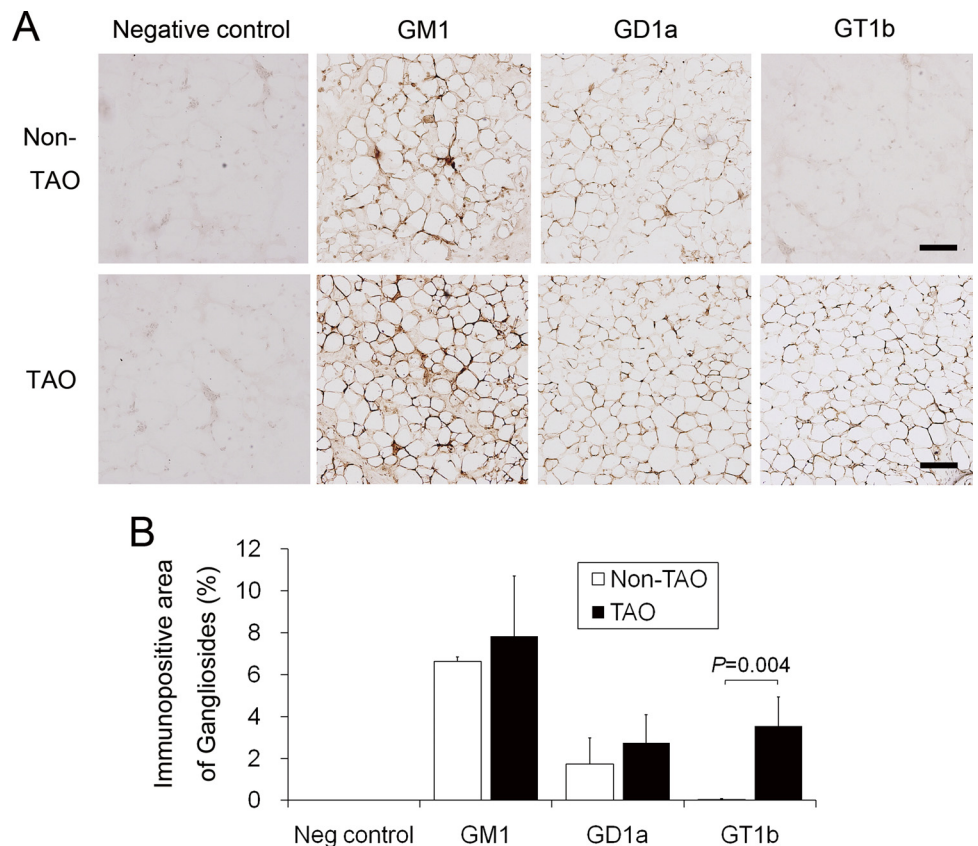 A
Negative control GM1 GD1a GT1b
Non-
TAO
TAO
B
Immunopositive area
of Gangliosides (%)
12
10
8
6
4
2
0
Non-TAO
TAO
P=0.004
Neg control GM1 GD1a GT1b